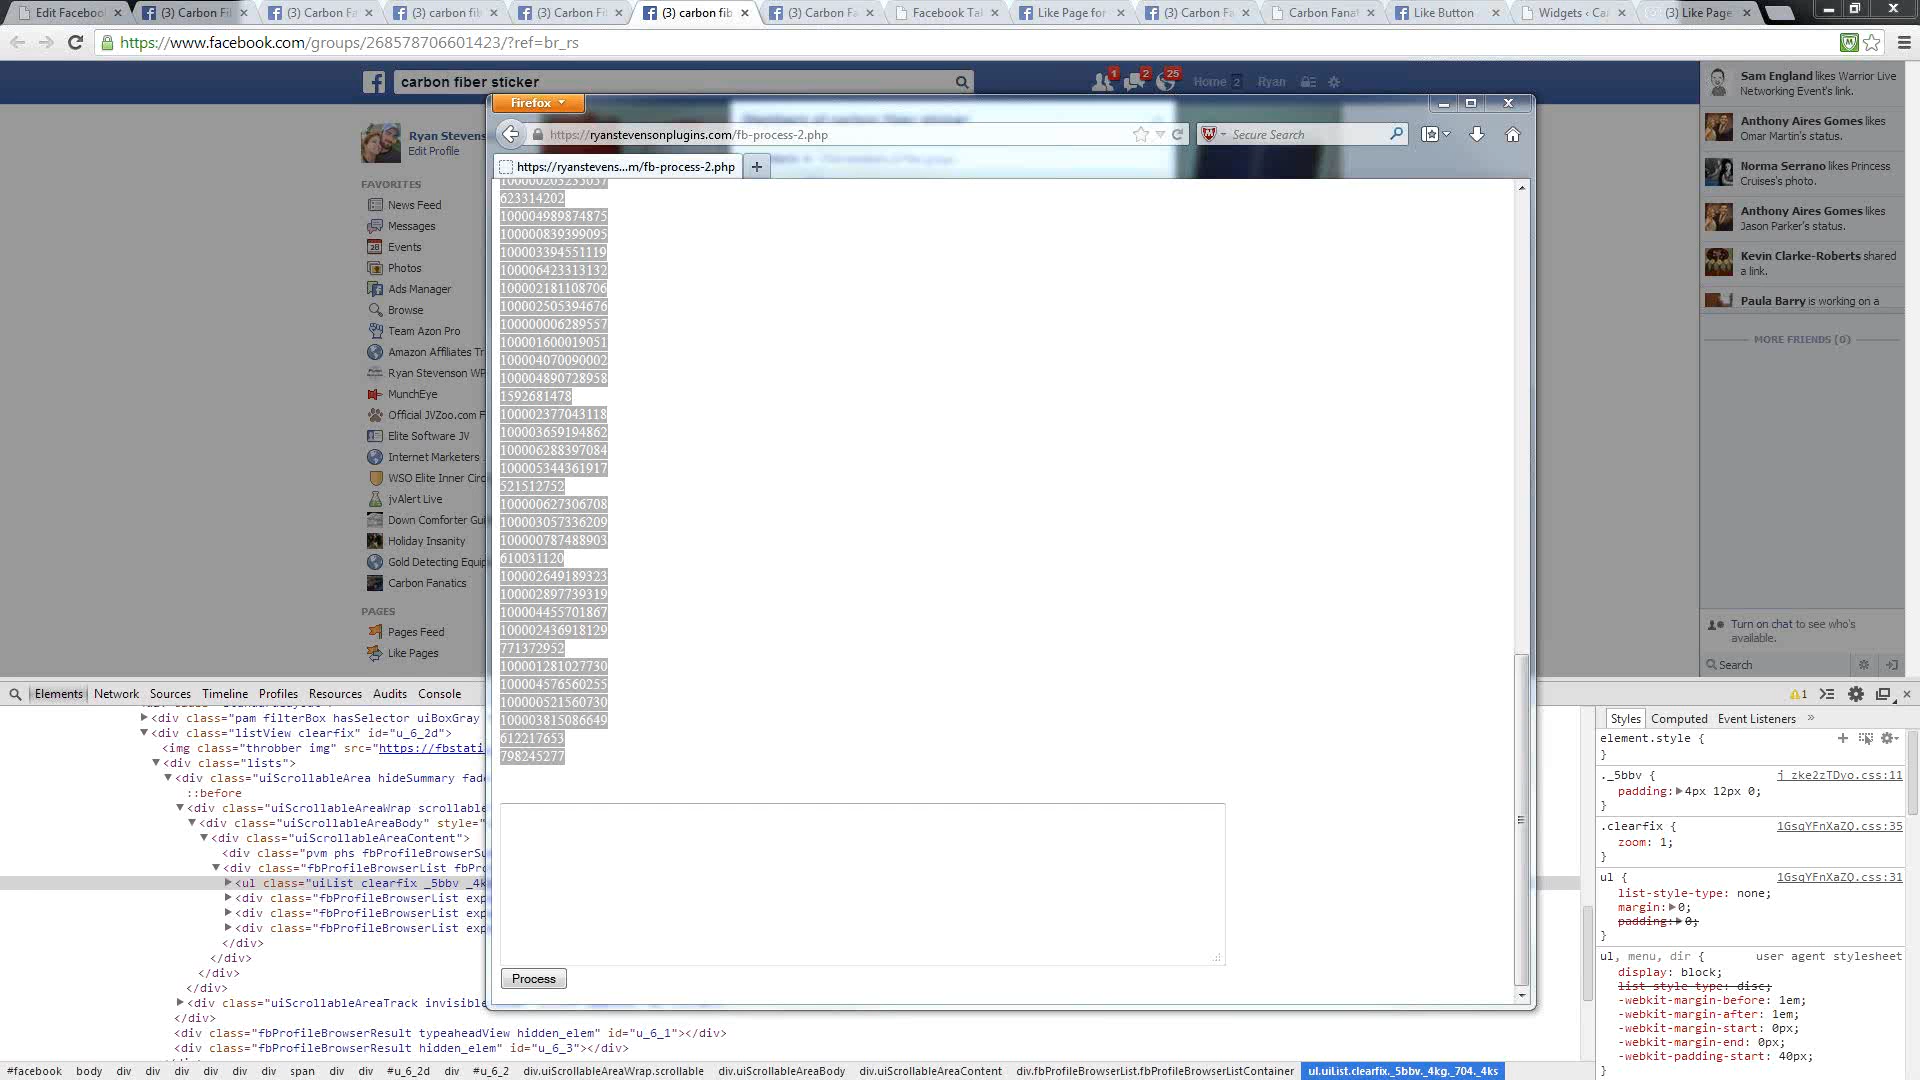 Edit Facebook
(3) Carbon Fi
(3) Carbon Fa
(3) carbon fib
(3) Carbon Fi
(3) carbon fib
(3) Carbon Fa
Facebook Tal
Like Page for
(3) Carbon Fa
Carbon Fanat
Like Button
Widgets ‹ Ca
(3) Like Page
https://www.facebook.com/groups/268578706601423/?ref=br_rs
carbon fiber sticker
1
2
25
Home 2
Ryan
Ryan Stevens
Edit Profile
FAVORITES
News Feed
Messages
Events
Photos
Ads Manager
Browse
Team Azon Pro
Amazon Affiliates Tr
Ryan Stevenson WP
MunchEye
Official JVZoo.com F
Elite Software JV
Internet Marketers
WSO Elite Inner Circ
jvAlert Live
Down Comforter Gui
Holiday Insanity
Gold Detecting Equip
Carbon Fanatics
PAGES
Pages Feed
Like Pages
Firefox
https://ryanstevensonplugins.com/fb-process-2.php
Secure Search
https://ryanstevens...m/fb-process-2.php
623314202
100004989874875
100000839399095
100003394551119
100006423313132
100002181108706
100002505394676
100000006289557
100001600019051
100004070090002
100004890728958
1592681478
100002377043118
100003659194862
100006288397084
100005344361917
521512752
100000627306708
100003057336209
100000787488903
610031120
100002649189323
100002897739319
100004455701867
100002436918129
771372952
100001281027730
100004576560255
100000521560730
100003815086649
612217653
798245277
Process
Sam England likes Warrior Live
Networking Event's link.
Anthony Aires Gomes likes
Omar Martin's status.
Norma Serrano likes Princess
Cruises's photo.
Anthony Aires Gomes likes
Jason Parker's status.
Kevin Clarke-Roberts shared
a link.
Paula Barry is working on a
MORE FRIENDS (0)
Turn on chat to see who's
available.
Search
Elements Network Sources Timeline Profiles Resources Audits Console
1
<div class="pam filterBox hasSelector uiBoxGray
<div class="listView clearfix" id="u_6_2d">
<img class="throbber img" src="https://fbstati
<div class="lists">
<div class="uiScrollableArea hideSummary fade
::before
<div class="uiScrollableAreaWrap scrollable
<div class="uiScrollableAreaBody" style="
<div class="uiScrollableAreaContent">
<div class="pvm phs fbProfileBrowserSu
<div class="fbProfileBrowserList fbPro
<ul class="uiList clearfix _5bbv _4k
<div class="fbProfileBrowserList exp
<div class="fbProfileBrowserList exp
<div class="fbProfileBrowserList exp
</div>
</div>
</div>
</div>
<div class="uiScrollableAreaTrack invisible
</div>
<div class="fbProfileBrowserResult typeaheadView hidden_elem" id="u_6_1"></div>
<div class="fbProfileBrowserResult hidden_elem" id="u_6_3"></div>
Styles Computed Event Listeners »
element.style {
}
._5bbv { j_zke2zTDyo.css:11
padding: 4px 12px 0;
}
.clearfix { 1GsqYFnXaZQ.css:35
zoom: 1;
}
ul { 1GsqYFnXaZQ.css:31
list-style-type: none;
margin: 0;
padding: 0;
}
ul, menu, dir { user agent stylesheet
display: block;
list-style-type: disc;
-webkit-margin-before: 1em;
-webkit-margin-after: 1em;
-webkit-margin-start: 0px;
-webkit-margin-end: 0px;
-webkit-padding-start: 40px;
}
#facebook body div div div div div span div div #u_6_2d div #u_6_2 div.uiScrollableAreaWrap.scrollable div.uiScrollableAreaBody div.uiScrollableAreaContent div.fbProfileBrowserList.fbProfileBrowserListContainer ul.uiList.clearfix._5bbv._4kg._704._4ks